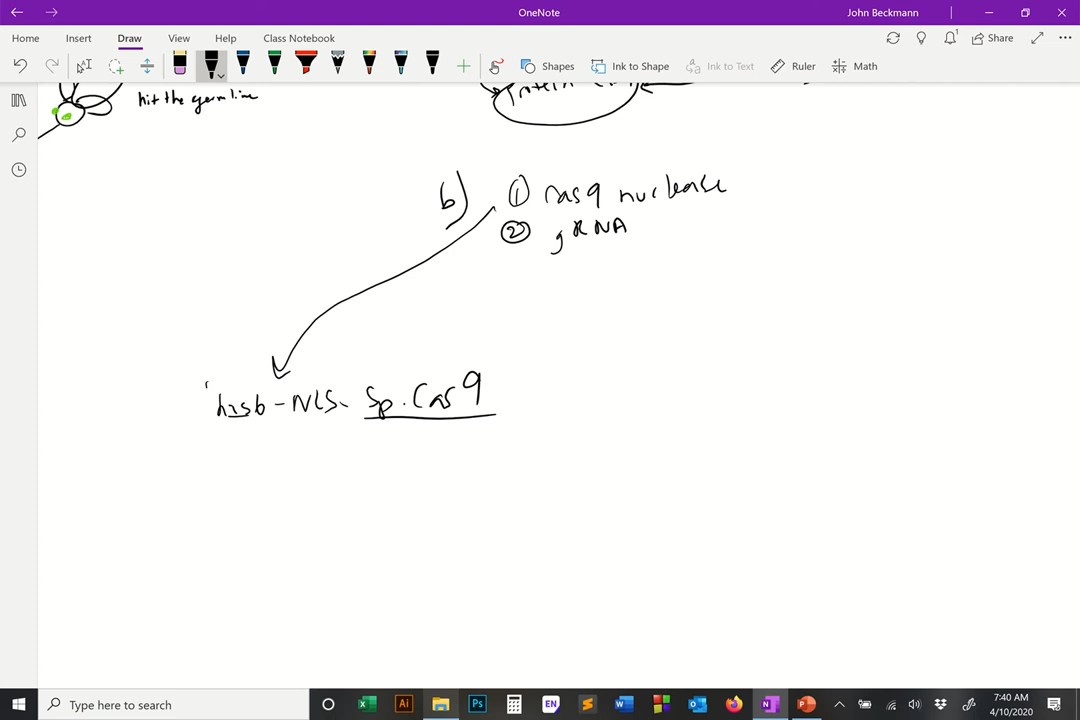 OneNote
John Beckmann
Home Insert Draw View Help Class Notebook
Share
Shapes Ink to Shape Ink to Text Ruler Math
hit the germline
Protein
b) ① cas9 nuclease
② gRNA
his6-NLS- Sp.Cas9
Type here to search
7:40 AM
4/10/2020